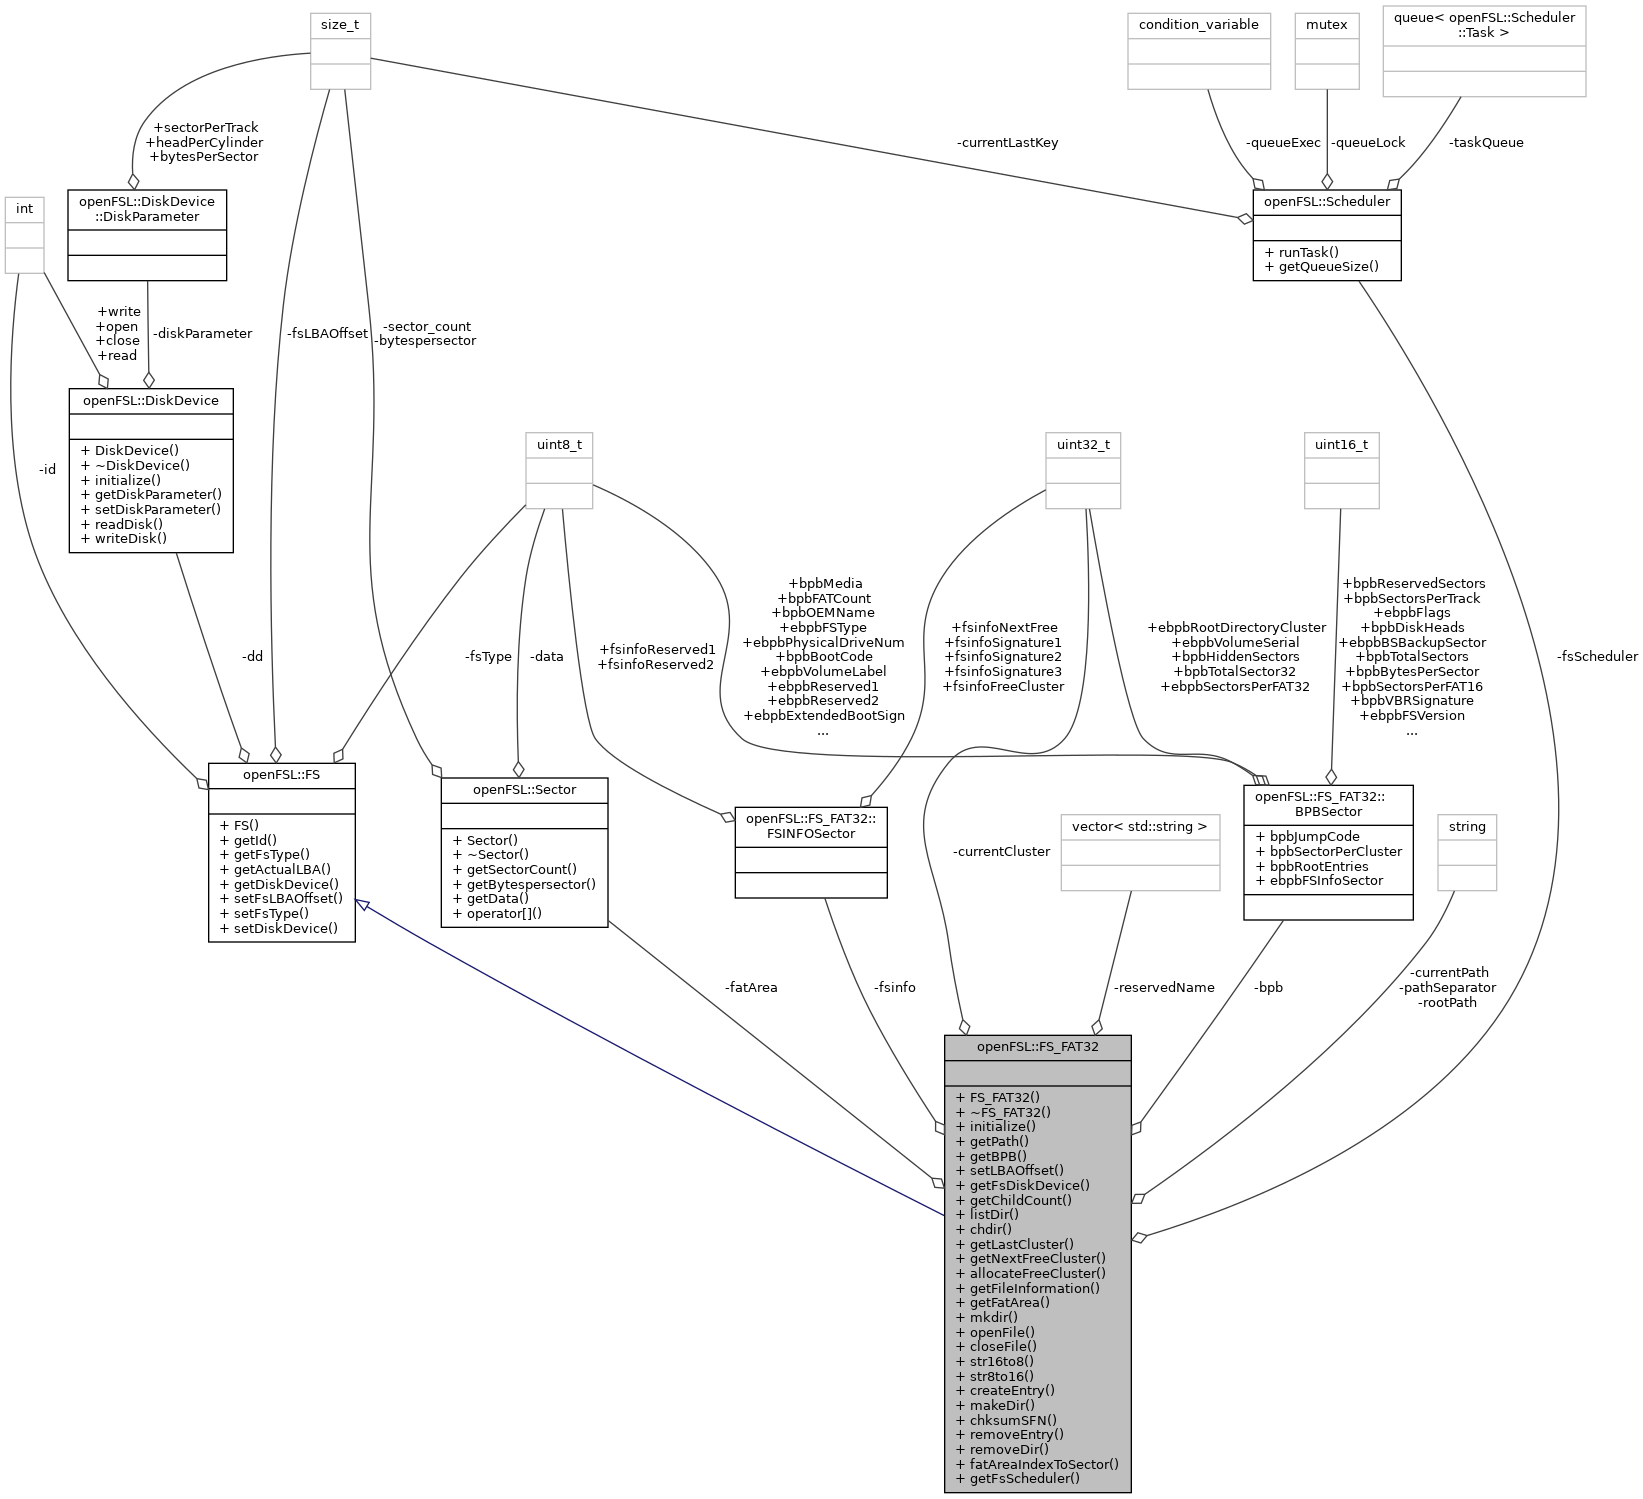 size_t
condition_variable
mutex
queue< openFSL::Scheduler
::Task >
+sectorPerTrack
+headPerCylinder
+bytesPerSector
-currentLastKey
-queueExec
-queueLock
-taskQueue
int
openFSL::DiskDevice
::DiskParameter
openFSL::Scheduler
+ runTask()
+ getQueueSize()
+write
+open
+close
+read
-diskParameter
-fsLBAOffset
-sector_count
-bytespersector
openFSL::DiskDevice
+ DiskDevice()
+ ~DiskDevice()
+ initialize()
+ getDiskParameter()
+ setDiskParameter()
+ readDisk()
+ writeDisk()
-id
uint8_t
uint32_t
uint16_t
-dd
-fsType
-data
+fsinfoReserved1
+fsinfoReserved2
+bpbMedia
+bpbFATCount
+bpbOEMName
+ebpbFSType
+ebpbPhysicalDriveNum
+bpbBootCode
+ebpbVolumeLabel
+ebpbReserved1
+ebpbReserved2
+ebpbExtendedBootSign
...
+fsinfoNextFree
+fsinfoSignature1
+fsinfoSignature2
+fsinfoSignature3
+fsinfoFreeCluster
+ebpbRootDirectoryCluster
+ebpbVolumeSerial
+bpbHiddenSectors
+bpbTotalSector32
+ebpbSectorsPerFAT32
+bpbReservedSectors
+bpbSectorsPerTrack
+ebpbFlags
+bpbDiskHeads
+ebpbBSBackupSector
+bpbTotalSectors
+bpbBytesPerSector
+bpbSectorsPerFAT16
+bpbVBRSignature
+ebpbFSVersion
...
-fsScheduler
openFSL::FS
+ FS()
+ getId()
+ getFsType()
+ getActualLBA()
+ getDiskDevice()
+ setFsLBAOffset()
+ setFsType()
+ setDiskDevice()
openFSL::Sector
+ Sector()
+ ~Sector()
+ getSectorCount()
+ getBytespersector()
+ getData()
+ operator[]()
openFSL::FS_FAT32::
FSINFOSector
-currentCluster
vector< std::string >
openFSL::FS_FAT32::
BPBSector
+ bpbJumpCode
+ bpbSectorPerCluster
+ bpbRootEntries
+ ebpbFSInfoSector
string
-fatArea
-fsinfo
-reservedName
-bpb
-currentPath
-pathSeparator
-rootPath
openFSL::FS_FAT32
+ FS_FAT32()
+ ~FS_FAT32()
+ initialize()
+ getPath()
+ getBPB()
+ setLBAOffset()
+ getFsDiskDevice()
+ getChildCount()
+ listDir()
+ chdir()
+ getLastCluster()
+ getNextFreeCluster()
+ allocateFreeCluster()
+ getFileInformation()
+ getFatArea()
+ mkdir()
+ openFile()
+ closeFile()
+ str16to8()
+ str8to16()
+ createEntry()
+ makeDir()
+ chksumSFN()
+ removeEntry()
+ removeDir()
+ fatAreaIndexToSector()
+ getFsScheduler()